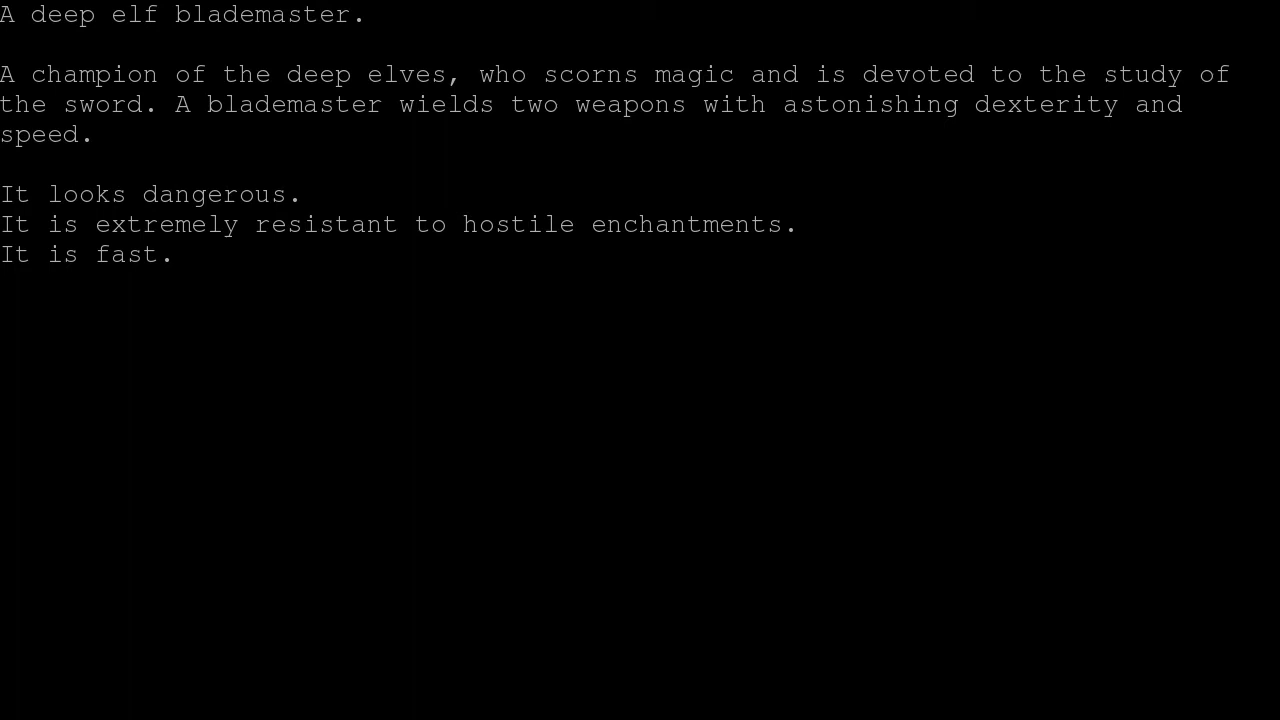 A deep elf blademaster.
A champion of the deep elves, who scorns magic and is devoted to the study of
the sword. A blademaster wields two weapons with astonishing dexterity and
speed.
It looks dangerous.
It is extremely resistant to hostile enchantments.
It is fast.